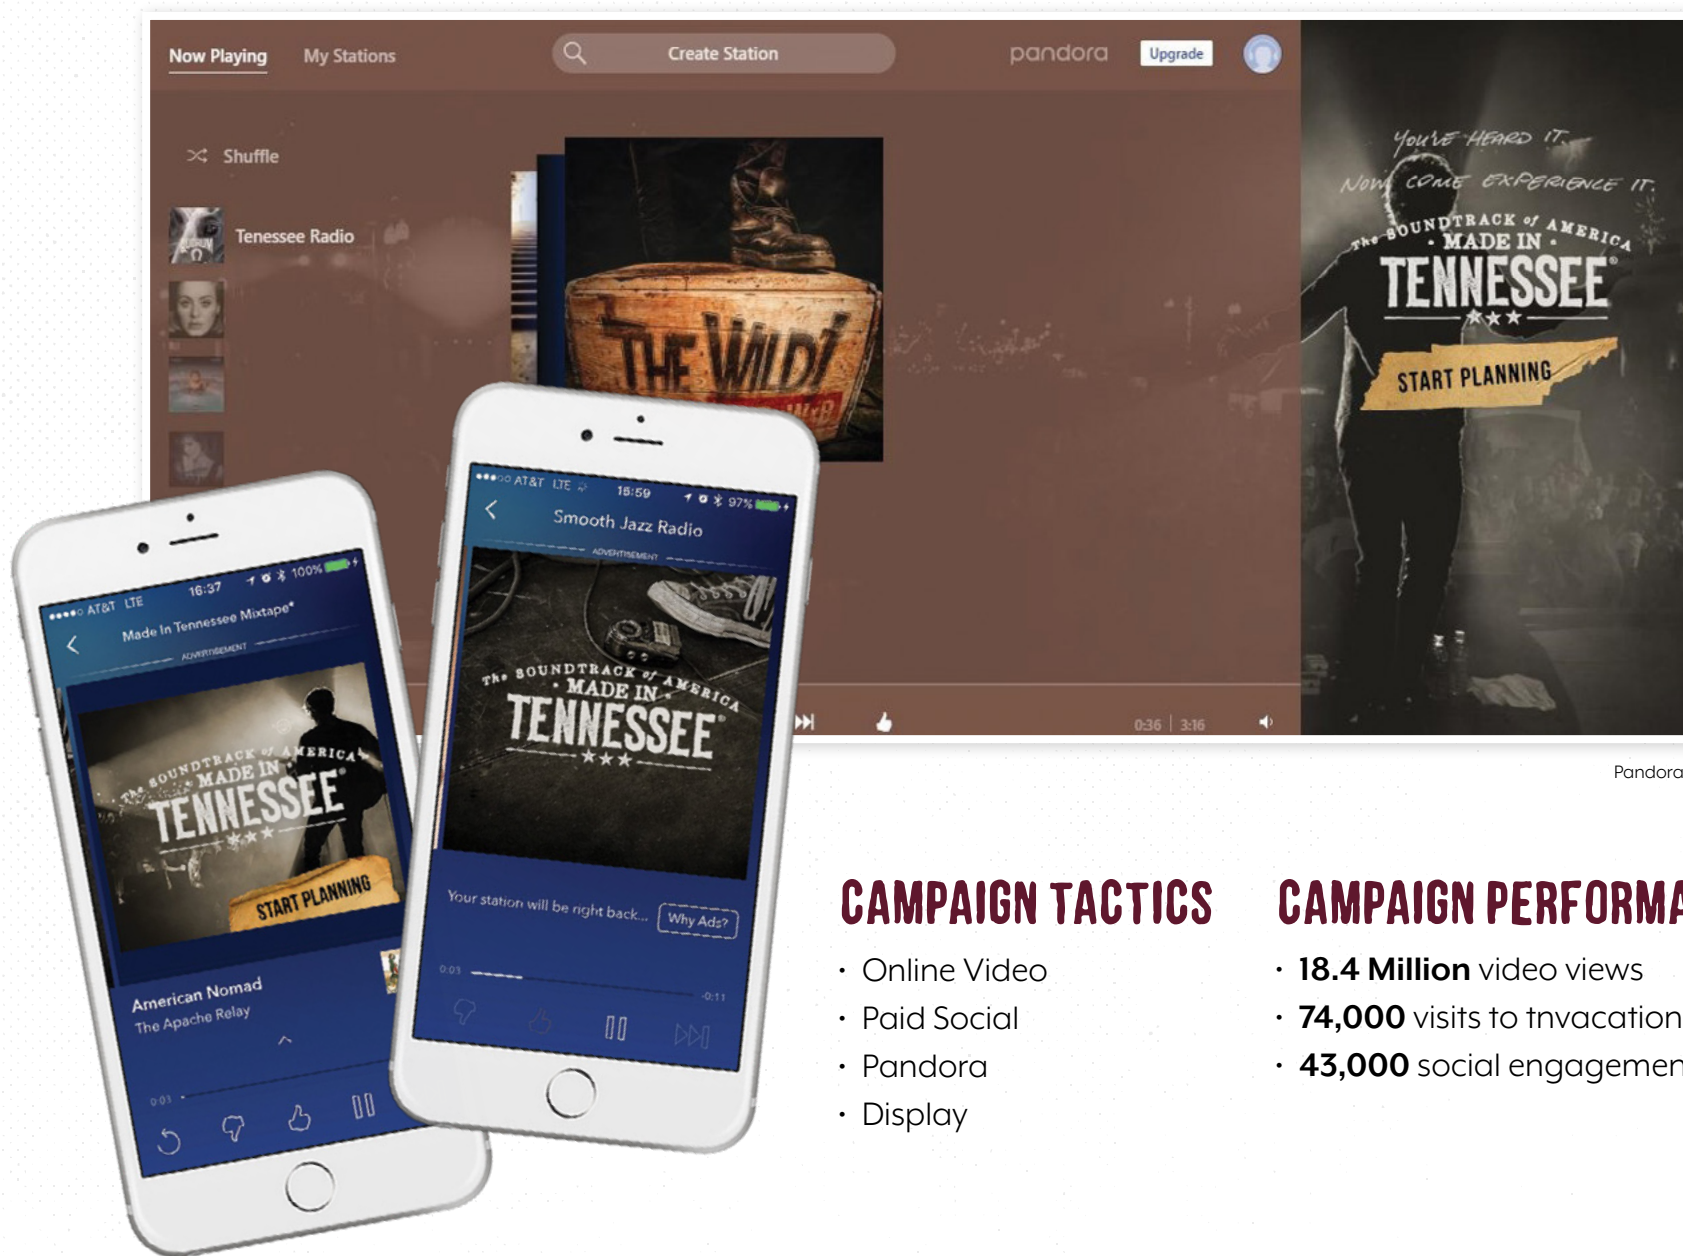 Now Playing
My Stations
Create Station
pandora
Upgrade
Shuffle
Tenessee Radio
THE WILD
YOU'VE HEARD IT.
NOW COME EXPERIENCE IT.
The SOUNDTRACK of AMERICA
· MADE IN ·
TENNESSEE®
START PLANNING
0:36 | 3:16
Pandora
AT&T LTE 16:37 100%
Made In Tennessee Mixtape*
ADVERTISEMENT
The SOUNDTRACK of AMERICA
· MADE IN ·
TENNESSEE®
START PLANNING
American Nomad
The Apache Relay
0:03
AT&T LTE 15:59 97%
Smooth Jazz Radio
ADVERTISEMENT
The SOUNDTRACK of AMERICA
· MADE IN ·
TENNESSEE®
Your station will be right back...
Why Ads?
0:03
-0:11
CAMPAIGN TACTICS
· Online Video
· Paid Social
· Pandora
· Display
CAMPAIGN PERFORMA
· 18.4 Million video views
· 74,000 visits to tnvacation
· 43,000 social engagemen